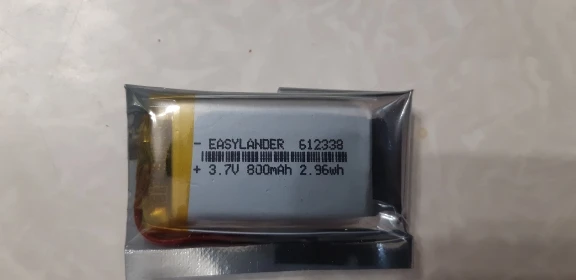 - EASYLANDER 612338
+ 3.7V 800mAh 2.96wh